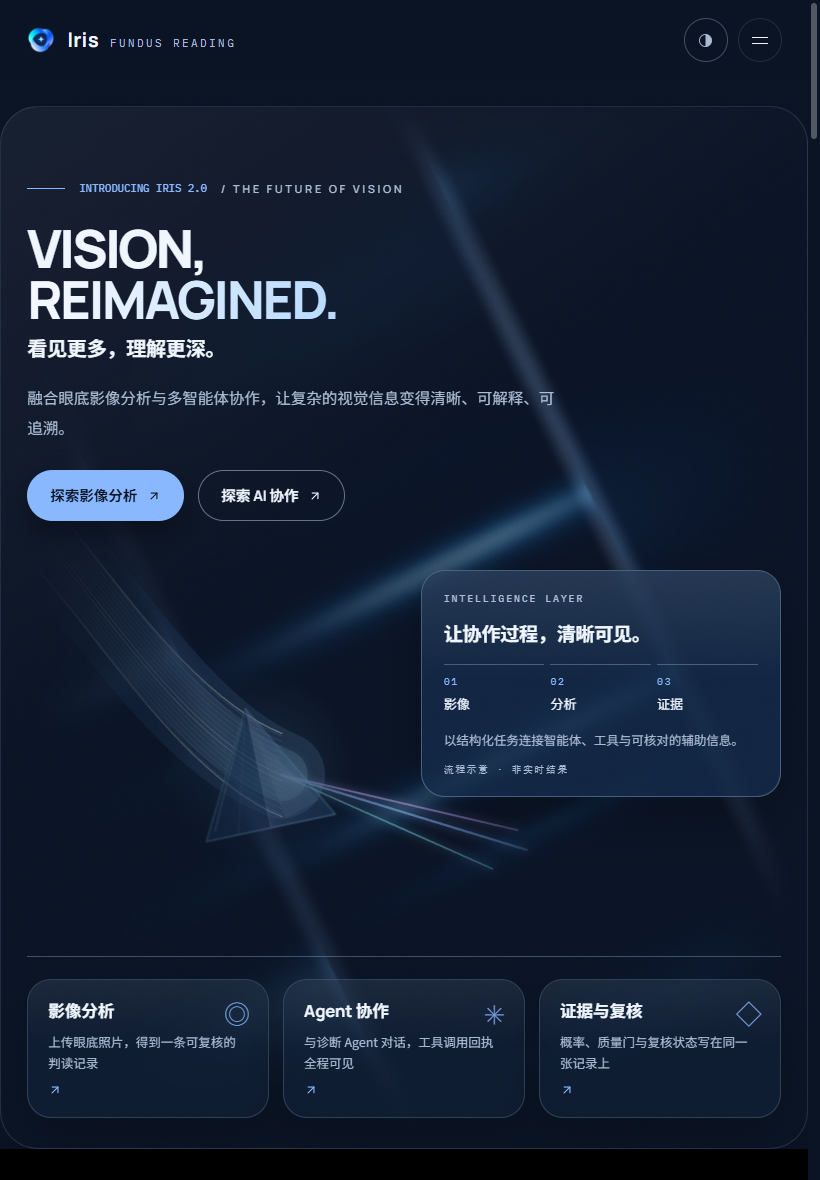 Iris FUNDUS READING
INTRODUCING IRIS 2.0 / THE FUTURE OF VISION
VISION,
REIMAGINED.
看见更多，理解更深。
融合眼底影像分析与多智能体协作，让复杂的视觉信息变得清晰、可解释、可
追溯。
探索影像分析
探索 AI 协作
INTELLIGENCE LAYER
让协作过程，清晰可见。
01 02 03
影像 分析 证据
以结构化任务连接智能体、工具与可核对的辅助信息。
流程示意 · 非实时结果
影像分析
上传眼底照片，得到一条可复核的
判读记录
Agent 协作
与诊断 Agent 对话，工具调用回执
全程可见
证据与复核
概率、质量门与复核状态写在同一
张记录上